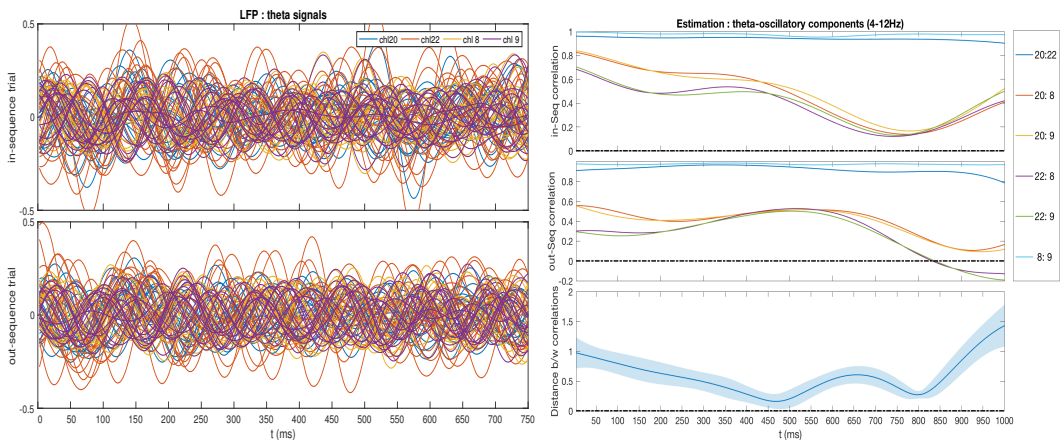 LFP : theta signals
chl20 chl22 chl 8 chl 9
0.5
0
-0.5
in-sequence trial
0.5
0
-0.5
out-sequence trial
0 50 100 150 200 250 300 350 400 450 500 550 600 650 700 750
t (ms)
Estimation : theta-oscillatory components (4-12Hz)
1
0.8
0.6
0.4
0.2
0
in-Seq correlation
0.8
0.6
0.4
0.2
0
-0.2
out-Seq correlation
2
1.5
1
0.5
0
Distance b/w correlations
50 100 150 200 250 300 350 400 450 500 550 600 650 700 750 800 850 900 1000
t (ms)
20:22
20: 8
20: 9
22: 8
22: 9
8: 9